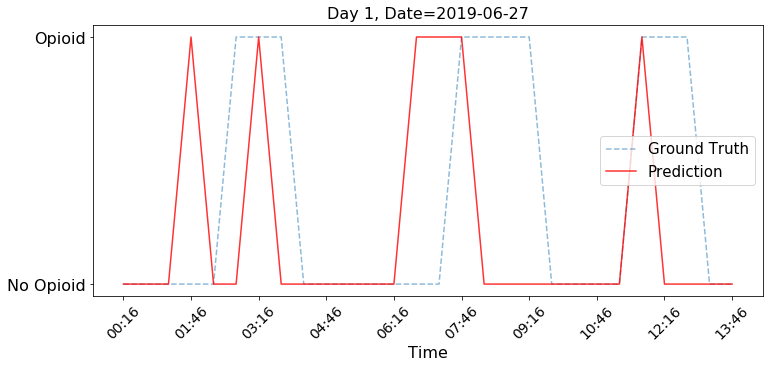 Day 1, Date=2019-06-27
Opioid
No Opioid
Ground Truth
Prediction
00:16
01:46
03:16
04:46
06:16
07:46
09:16
10:46
12:16
13:46
Time